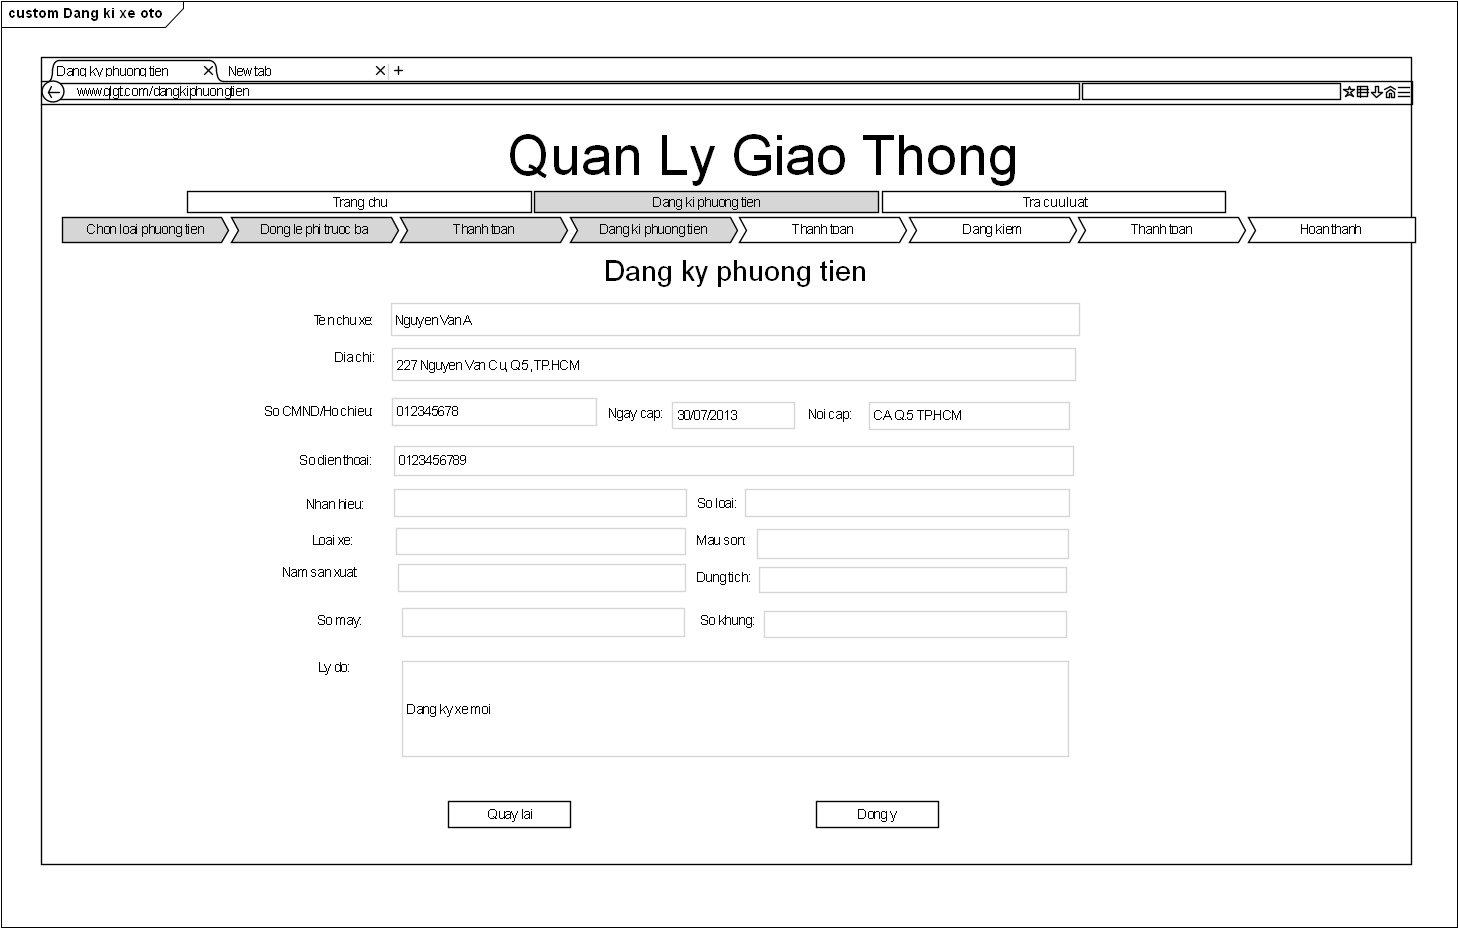 custom Dang ki xe oto
Dang ky phuong tien
New tab
www.qlgt.com/dangkiphuongtien
Quan Ly Giao Thong
Trang chu Dang ki phuong tien Tra cuu luat
Chon loai phuong tien Dong le phi truoc ba Thanh toan Dang ki phuong tien Thanh toan Dang kiem Thanh toan Hoan thanh
Dang ky phuong tien
Ten chu xe: Nguyen Van A
Dia chi: 227 Nguyen Van Cu, Q.5, TP.HCM
So CMND/Ho chieu: 012345678 Ngay cap: 30/07/2013 Noi cap: CA Q.5 TP.HCM
So dien thoai: 0123456789
Nhan hieu: So loai:
Loai xe: Mau son:
Nam san xuat Dung tich:
So may: So khung:
Ly do:
Dang ky xe moi
Quay lai Dong y